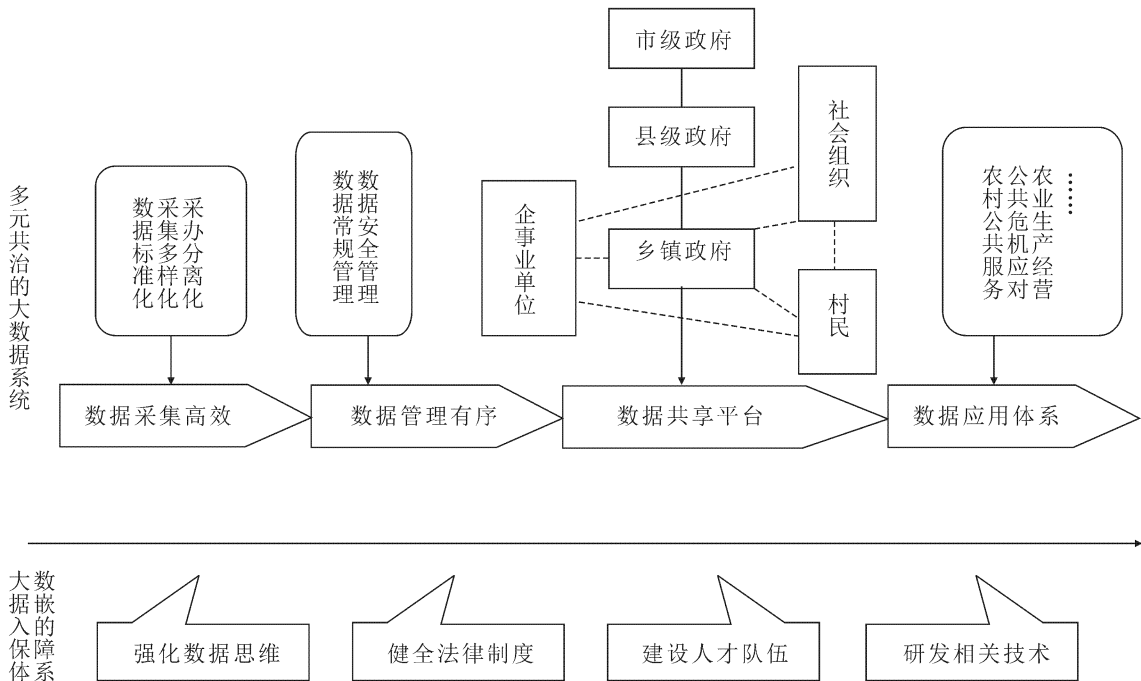 多元共治的大数据系统
数据标准化
采集多样化
采办分离化
数据常规管理
数据安全管理
市级政府
县级政府
乡镇政府
企事业单位
社会组织
村民
农村公共服务
公共危机应对
农业生产经营
……
数据采集高效
数据管理有序
数据共享平台
数据应用体系
大数
据嵌
入的
保障
体系
强化数据思维
健全法律制度
建设人才队伍
研发相关技术